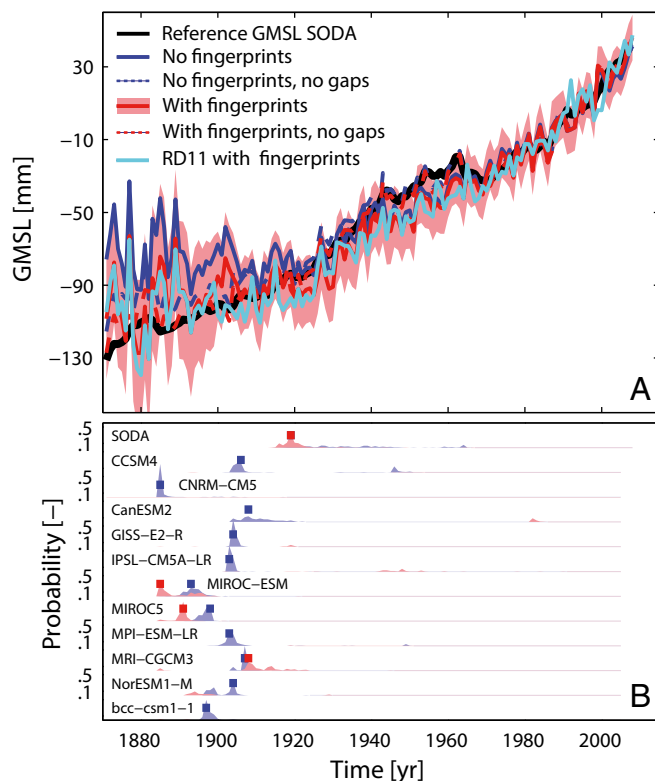 Reference GMSL SODA
No fingerprints
No fingerprints, no gaps
With fingerprints
With fingerprints, no gaps
RD11 with fingerprints
GMSL [mm]
30
−10
−50
−90
−130
A
Probability [−]
.5
.1
SODA
CCSM4
.5
.1
CNRM−CM5
CanESM2
.5
.1
GISS−E2−R
IPSL−CM5A−LR
.5
.1
MIROC−ESM
MIROC5
.5
.1
MPI−ESM−LR
MRI−CGCM3
.5
.1
NorESM1−M
bcc−csm1−1
B
1880 1900 1920 1940 1960 1980 2000
Time [yr]